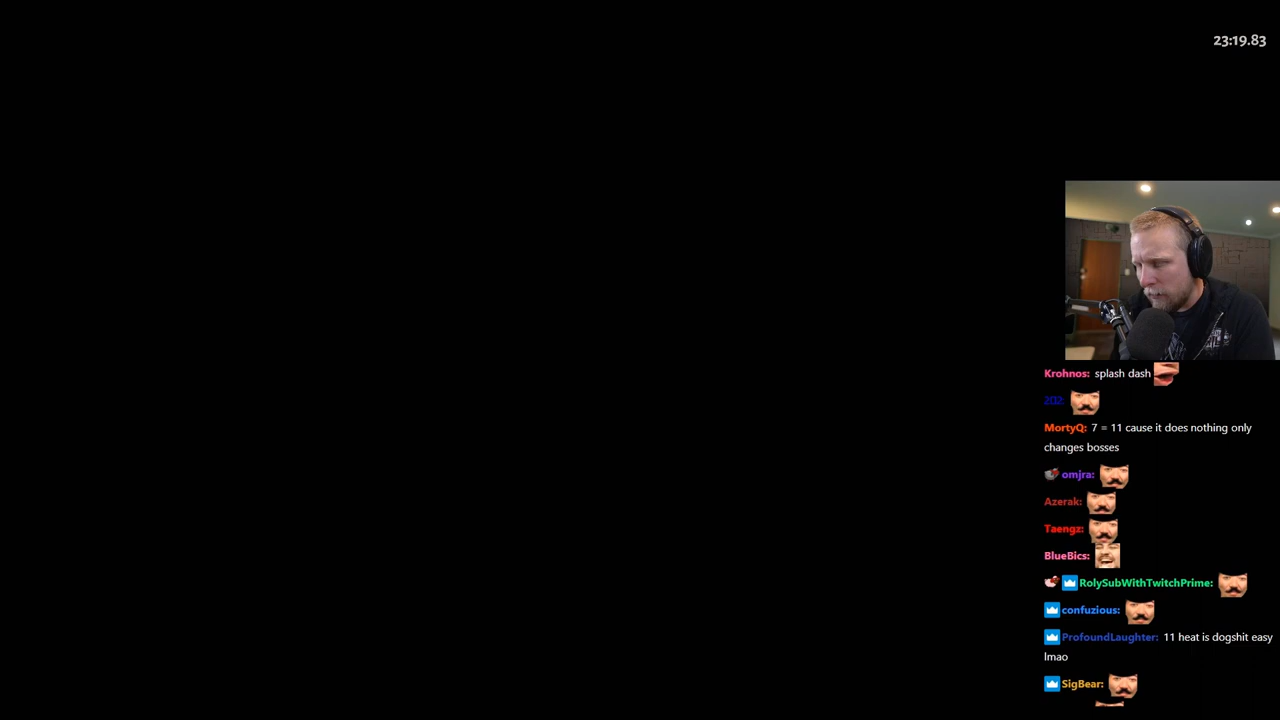 23:19.83
Krohnos: splash dash
202:
MortyQ: 7 = 11 cause it does nothing only
changes bosses
omjra:
Azerak:
Taengz:
BlueBics:
RolySubWithTwitchPrime:
confuzious:
ProfoundLaughter: 11 heat is dogshit easy
lmao
SigBear: